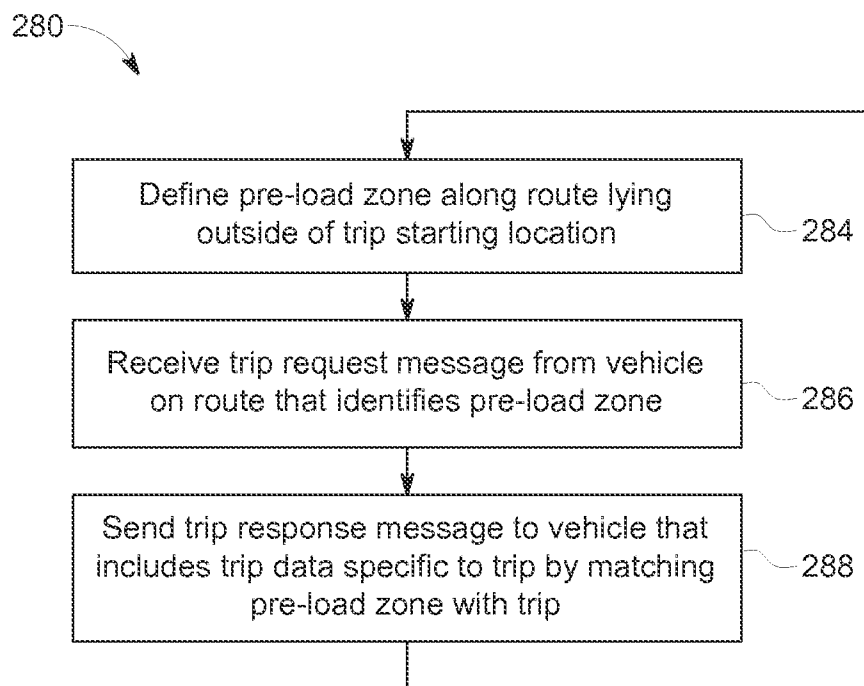 280
Define pre-load zone along route lying
outside of trip starting location
284
Receive trip request message from vehicle
on route that identifies pre-load zone
286
Send trip response message to vehicle that
includes trip data specific to trip by matching
pre-load zone with trip
288